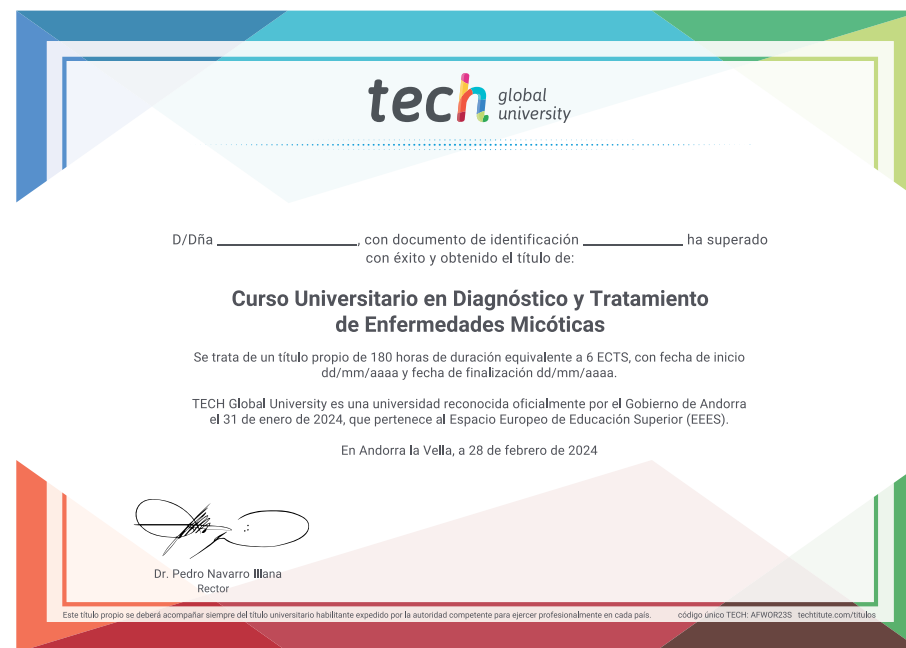 tech global university
D/Dña ______________, con documento de identificación __________ ha superado
con éxito y obtenido el título de:
Curso Universitario en Diagnóstico y Tratamiento
de Enfermedades Micóticas
Se trata de un título propio de 180 horas de duración equivalente a 6 ECTS, con fecha de inicio
dd/mm/aaaa y fecha de finalización dd/mm/aaaa.
TECH Global University es una universidad reconocida oficialmente por el Gobierno de Andorra
el 31 de enero de 2024, que pertenece al Espacio Europeo de Educación Superior (EEES).
En Andorra la Vella, a 28 de febrero de 2024
Dr. Pedro Navarro Illana
Rector
Este título propio se deberá acompañar siempre del título universitario habilitante expedido por la autoridad competente para ejercer profesionalmente en cada país. código único TECH: AFWOR23S techtitute.com/titulos